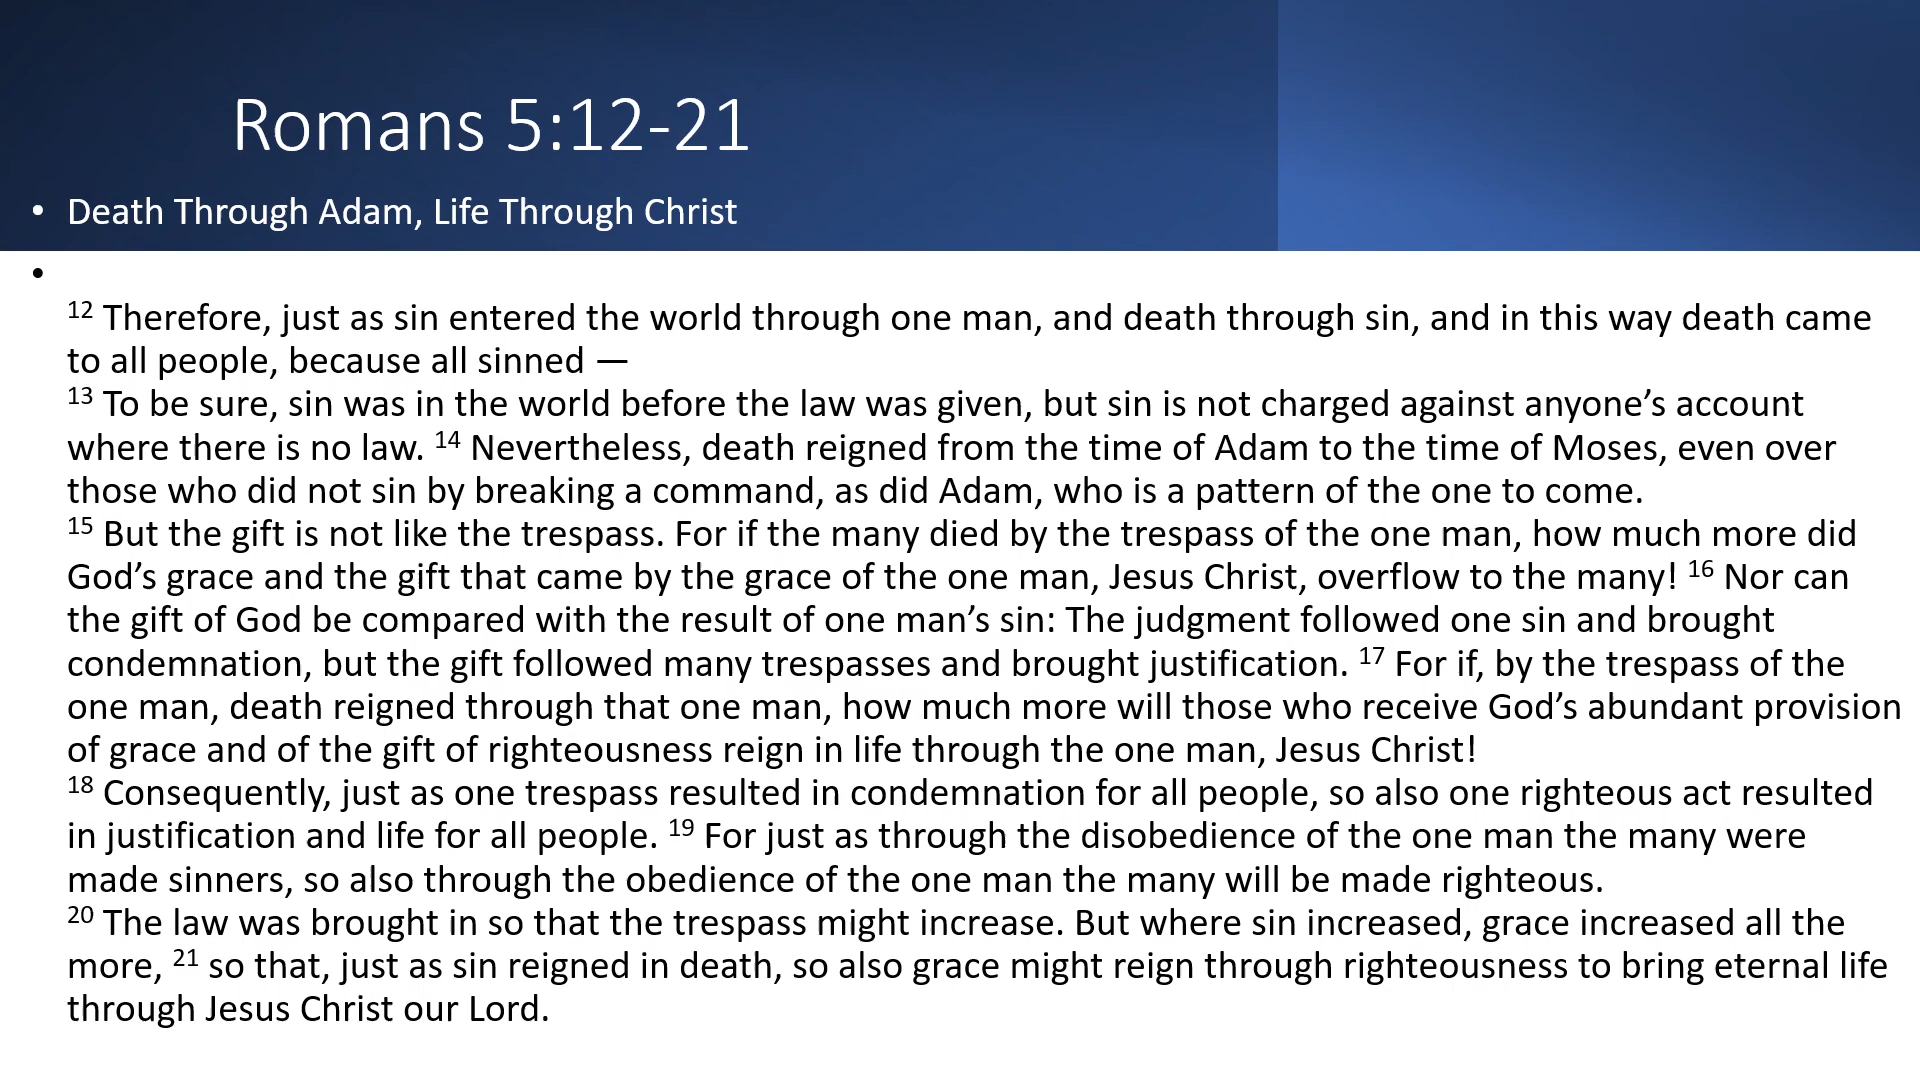 Romans 5:12-21
• Death Through Adam, Life Through Christ
•
12 Therefore, just as sin entered the world through one man, and death through sin, and in this way death came
to all people, because all sinned —
13 To be sure, sin was in the world before the law was given, but sin is not charged against anyone’s account
where there is no law. 14 Nevertheless, death reigned from the time of Adam to the time of Moses, even over
those who did not sin by breaking a command, as did Adam, who is a pattern of the one to come.
15 But the gift is not like the trespass. For if the many died by the trespass of the one man, how much more did
God’s grace and the gift that came by the grace of the one man, Jesus Christ, overflow to the many! 16 Nor can
the gift of God be compared with the result of one man’s sin: The judgment followed one sin and brought
condemnation, but the gift followed many trespasses and brought justification. 17 For if, by the trespass of the
one man, death reigned through that one man, how much more will those who receive God’s abundant provision
of grace and of the gift of righteousness reign in life through the one man, Jesus Christ!
18 Consequently, just as one trespass resulted in condemnation for all people, so also one righteous act resulted
in justification and life for all people. 19 For just as through the disobedience of the one man the many were
made sinners, so also through the obedience of the one man the many will be made righteous.
20 The law was brought in so that the trespass might increase. But where sin increased, grace increased all the
more, 21 so that, just as sin reigned in death, so also grace might reign through righteousness to bring eternal life
through Jesus Christ our Lord.